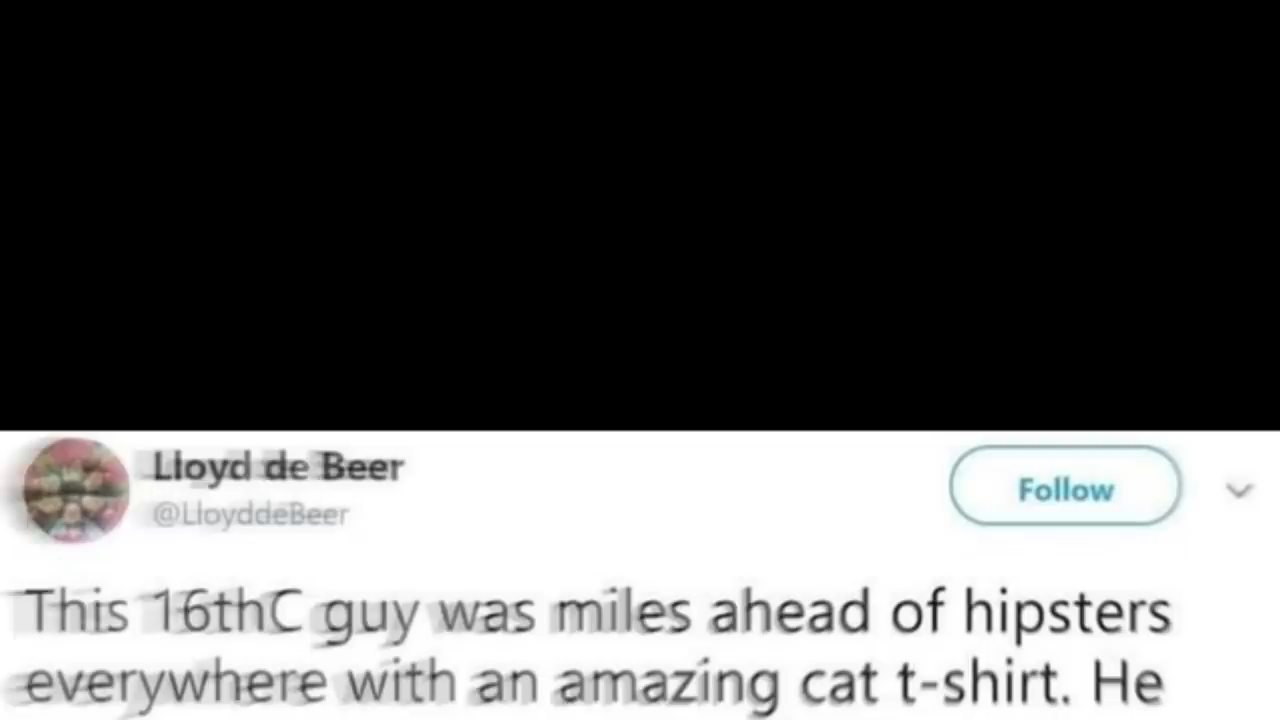 Lloyd de Beer
Follow
@LloyddeBeer
This 16thC guy was miles ahead of hipsters
everywhere with an amazing cat t-shirt. He